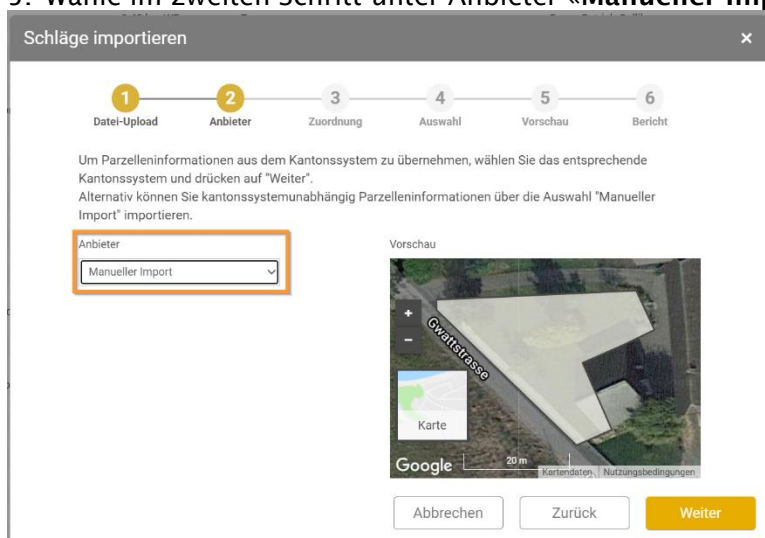 Schläge importieren ×
1 2 3 4 5 6
Datei-Upload Anbieter Zuordnung Auswahl Vorschau Bericht
Um Parzelleninformationen aus dem Kantonssystem zu übernehmen, wählen Sie das entsprechende
Kantonssystem und drücken auf "Weiter".
Alternativ können Sie kantonssystemunabhängig Parzelleninformationen über die Auswahl "Manueller
Import" importieren.
Anbieter
Manueller Import
Vorschau
+
−
Gwattstrasse
Karte
Google 20 m Kartendaten Nutzungsbedingungen
Abbrechen Zurück Weiter